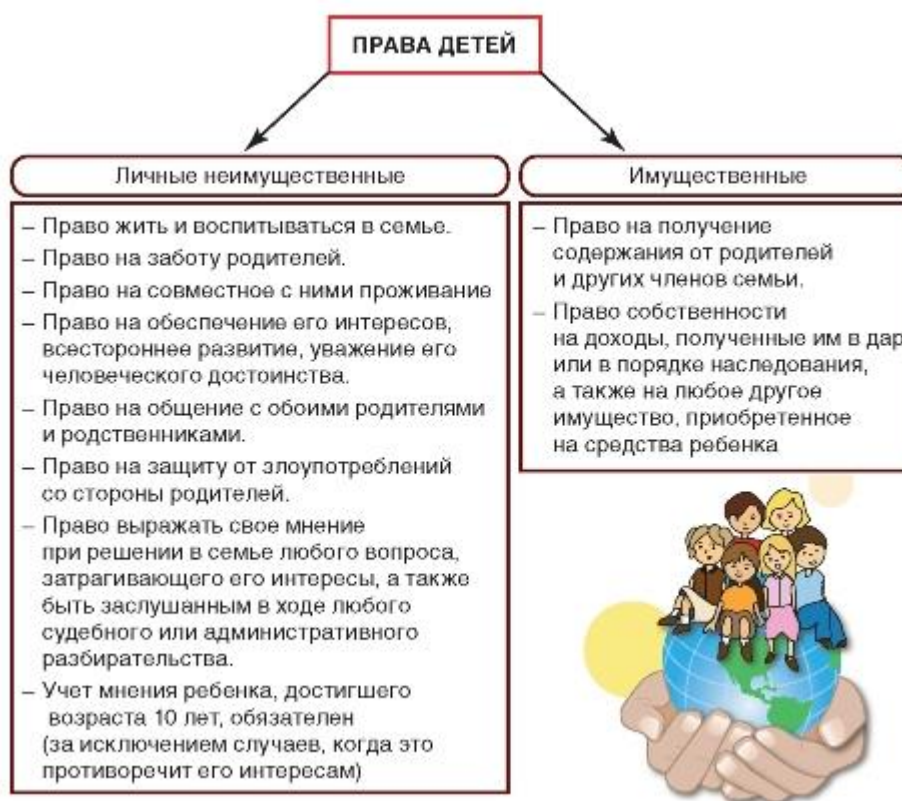 ПРАВА ДЕТЕЙ
Личные неимущественные
– Право жить и воспитываться в семье.
– Право на заботу родителей.
– Право на совместное с ними проживание
– Право на обеспечение его интересов,
всестороннее развитие, уважение его
человеческого достоинства.
– Право на общение с обоими родителями
и родственниками.
– Право на защиту от злоупотреблений
со стороны родителей.
– Право выражать свое мнение
при решении в семье любого вопроса,
затрагивающего его интересы, а также
быть заслушанным в ходе любого
судебного или административного
разбирательства.
– Учет мнения ребенка, достигшего
возраста 10 лет, обязателен
(за исключением случаев, когда это
противоречит его интересам)
Имущественные
– Право на получение
содержания от родителей
и других членов семьи.
– Право собственности
на доходы, полученные им в дар
или в порядке наследования,
а также на любое другое
имущество, приобретенное
на средства ребенка